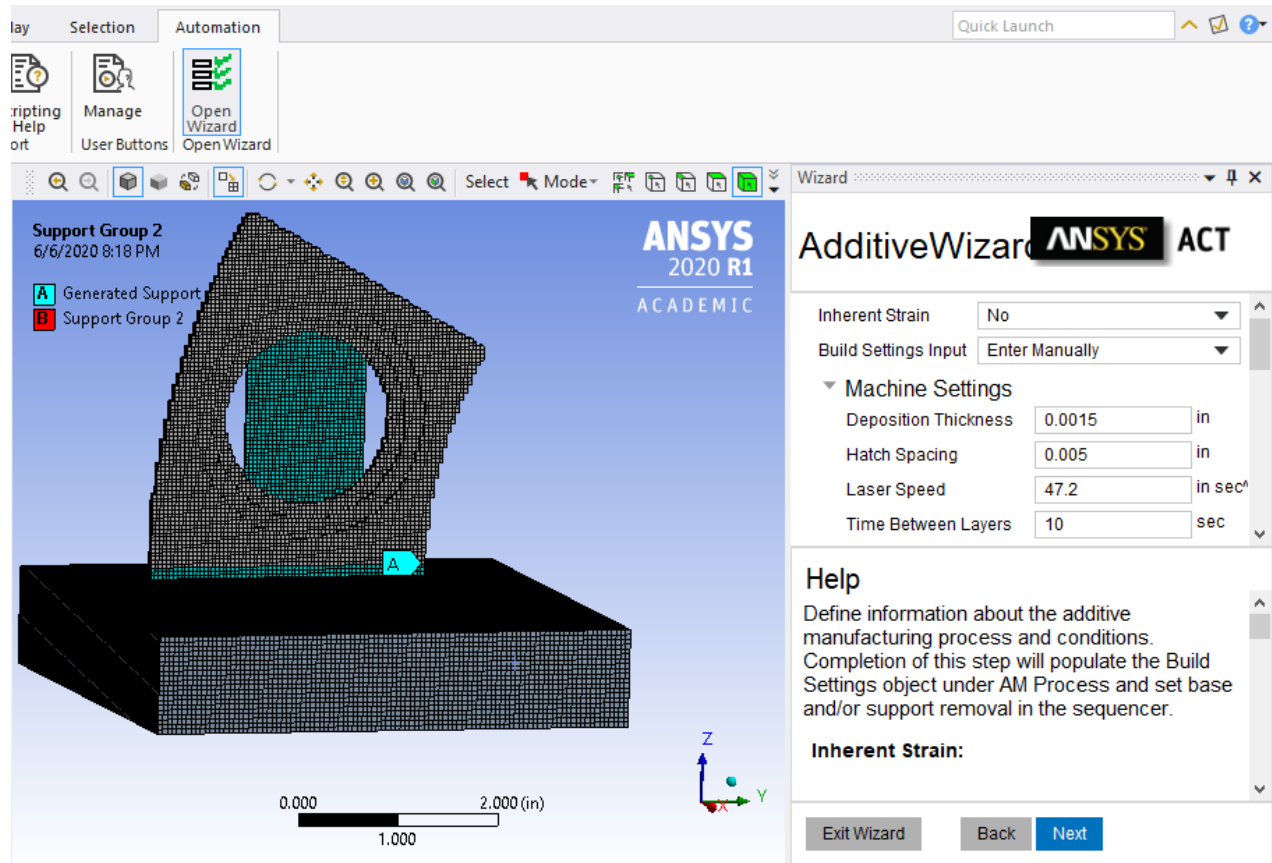 lay Selection Automation Quick Launch
cripting Manage Open
Help Wizard
ort User Buttons Open Wizard
Select Mode
Wizard
Support Group 2
6/6/2020 8:18 PM
A Generated Support
B Support Group 2
ANSYS
2020 R1
ACADEMIC
A
0.000 2.000 (in)
1.000
Z
Y
X
AdditiveWizard ANSYS ACT
Inherent Strain No
Build Settings Input Enter Manually
Machine Settings
Deposition Thickness 0.0015 in
Hatch Spacing 0.005 in
Laser Speed 47.2 in sec^
Time Between Layers 10 sec
Help
Define information about the additive
manufacturing process and conditions.
Completion of this step will populate the Build
Settings object under AM Process and set base
and/or support removal in the sequencer.
Inherent Strain:
Exit Wizard Back Next